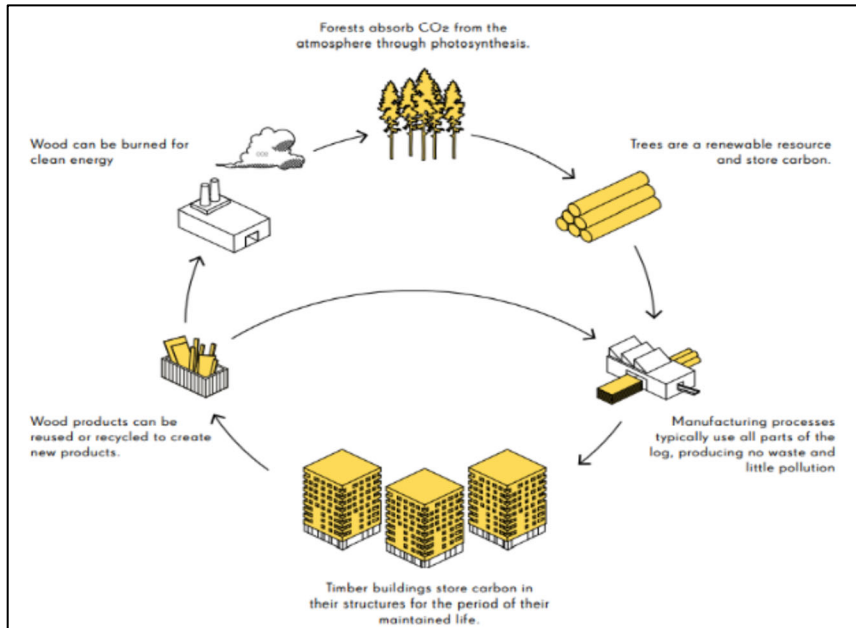 Forests absorb CO₂ from the
atmosphere through photosynthesis.
Wood can be burned for
clean energy
CO2
Trees are a renewable resource
and store carbon.
Wood products can be
reused or recycled to create
new products.
Manufacturing processes
typically use all parts of the
log, producing no waste and
little pollution
Timber buildings store carbon in
their structures for the period of their
maintained life.